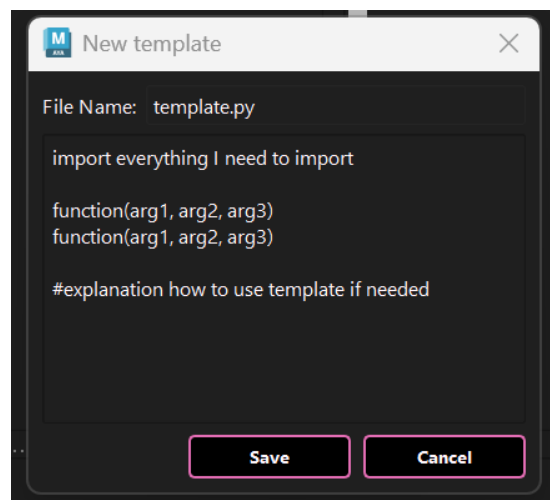 M
AYA
New template
File Name: template.py
import everything I need to import
function(arg1, arg2, arg3)
function(arg1, arg2, arg3)
#explanation how to use template if needed
Save
Cancel